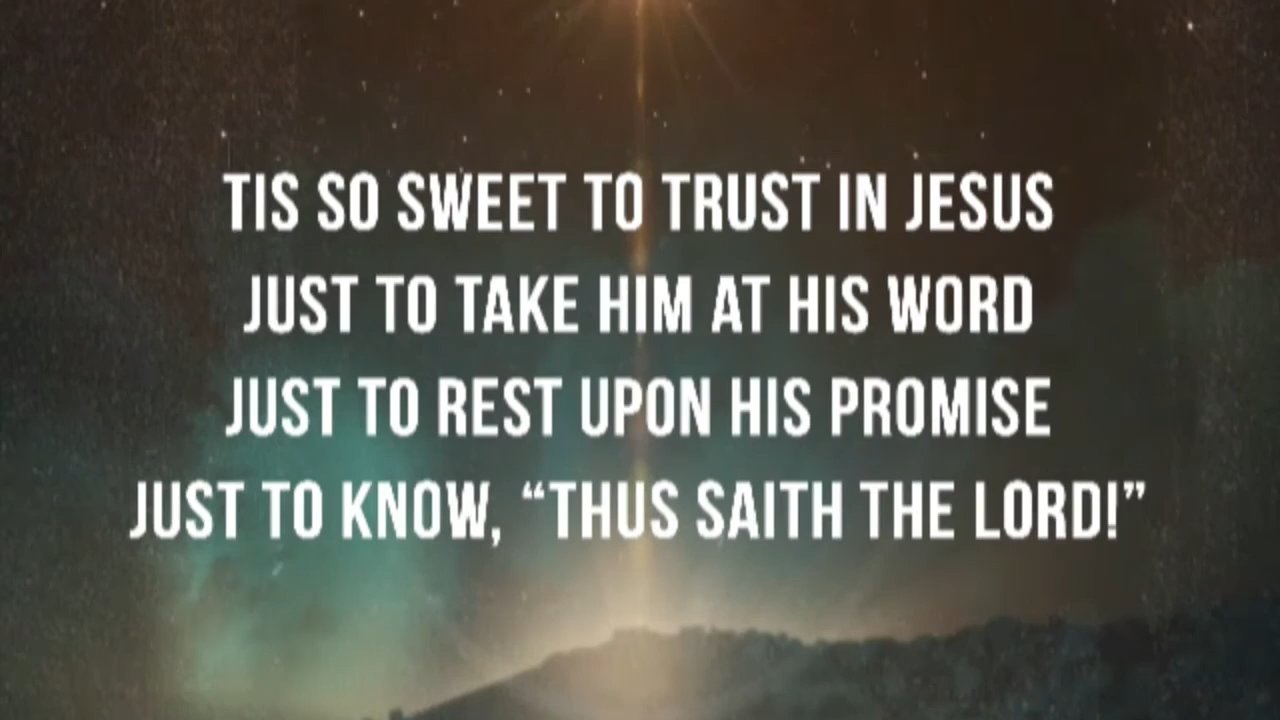 TIS SO SWEET TO TRUST IN JESUS
JUST TO TAKE HIM AT HIS WORD
JUST TO REST UPON HIS PROMISE
JUST TO KNOW, “THUS SAITH THE LORD!”